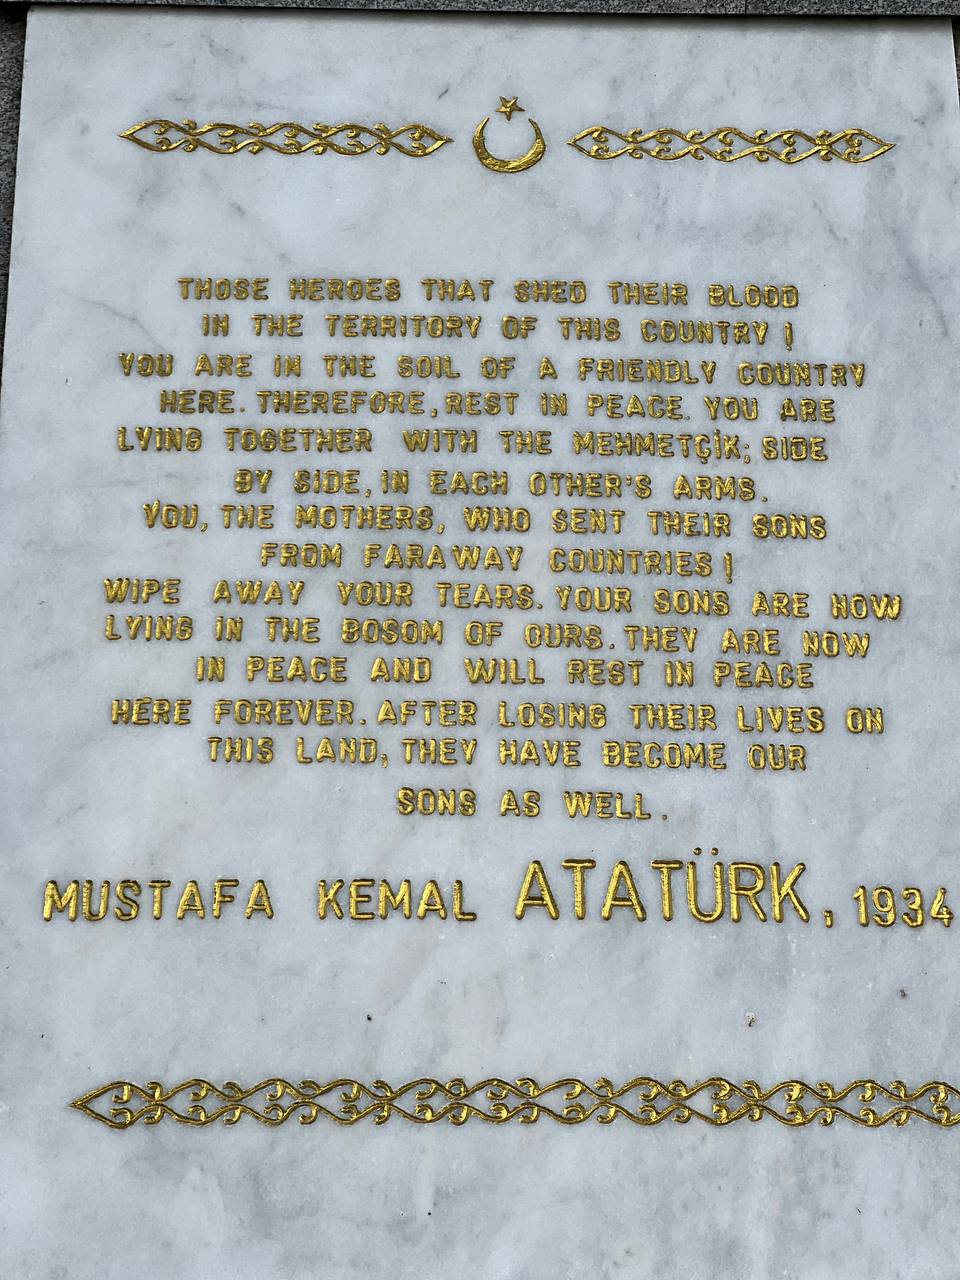 THOSE HEROES THAT SHED THEIR BLOOD
IN THE TERRITORY OF THIS COUNTRY !
YOU ARE IN THE SOIL OF A FRIENDLY COUNTRY
HERE. THEREFORE, REST IN PEACE. YOU ARE
LYING TOGETHER WITH THE MEHMETÇİK; SIDE
BY SIDE, IN EACH OTHER'S ARMS.
YOU, THE MOTHERS, WHO SENT THEIR SONS
FROM FARAWAY COUNTRIES !
WIPE AWAY YOUR TEARS. YOUR SONS ARE NOW
LYING IN THE BOSOM OF OURS. THEY ARE NOW
IN PEACE AND WILL REST IN PEACE
HERE FOREVER. AFTER LOSING THEIR LIVES ON
THIS LAND, THEY HAVE BECOME OUR
SONS AS WELL.
MUSTAFA KEMAL ATATÜRK, 1934